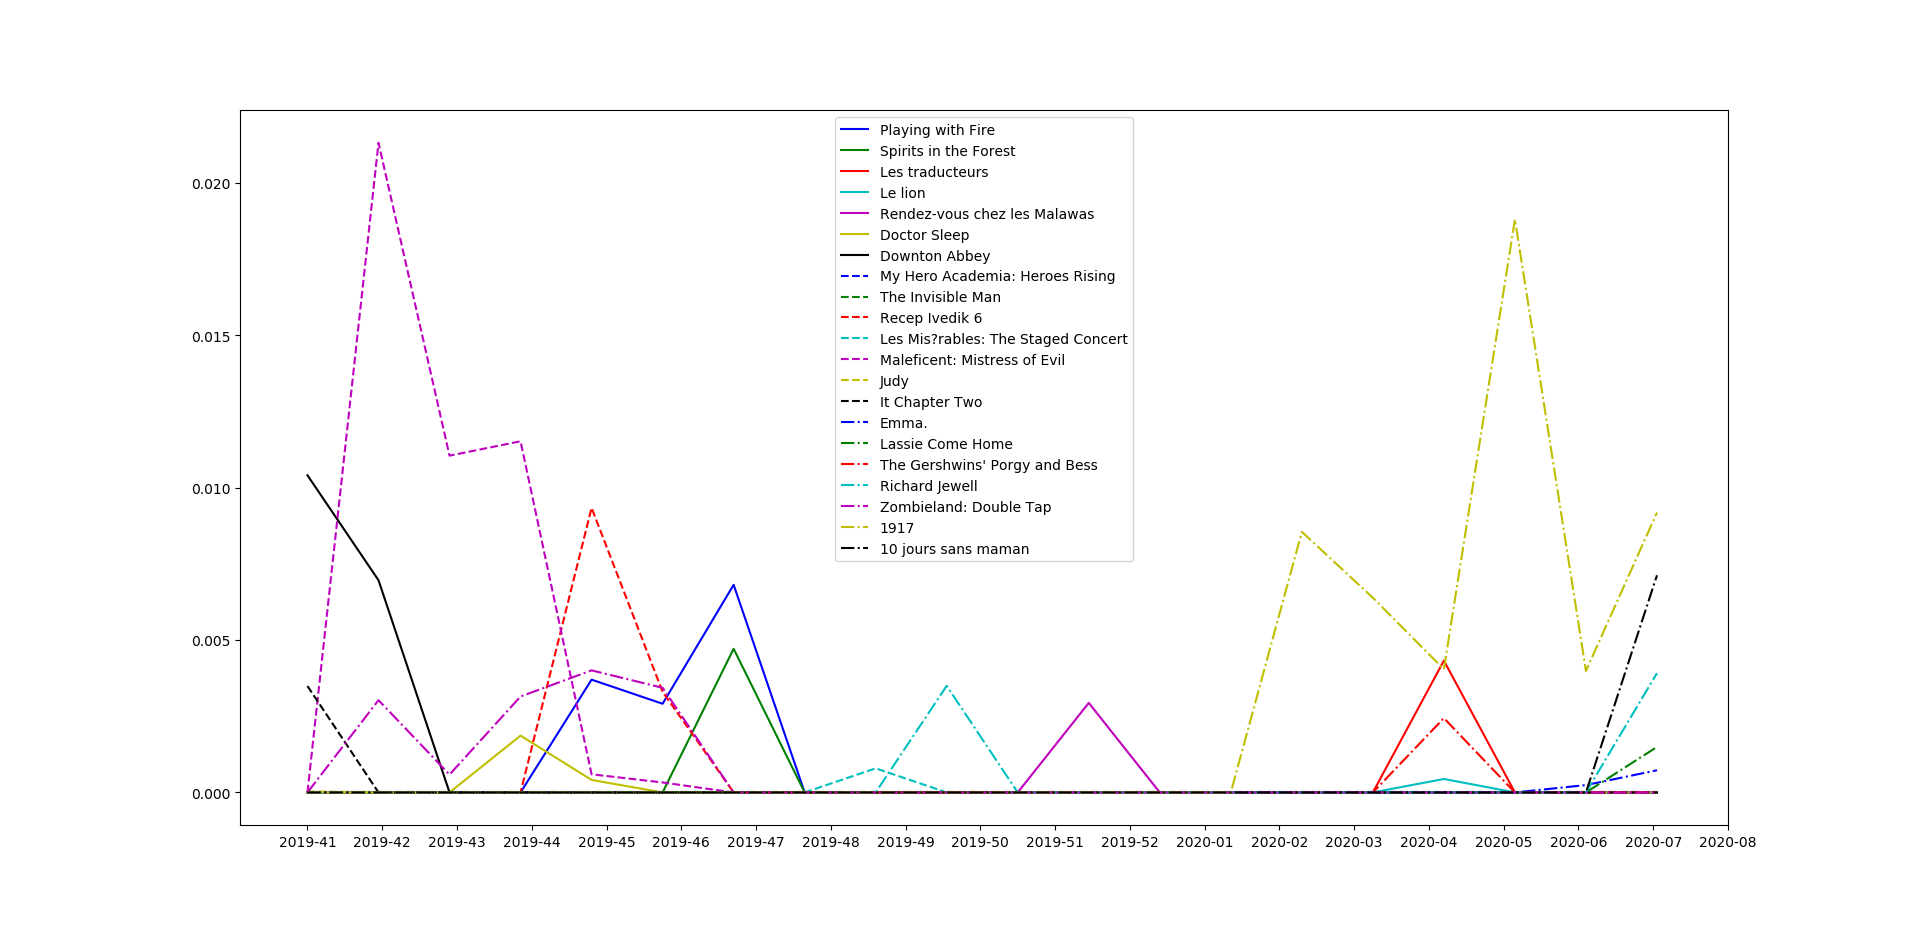 0.020
0.015
0.010
0.005
0.000
Playing with Fire
Spirits in the Forest
Les traducteurs
Le lion
Rendez-vous chez les Malawas
Doctor Sleep
Downton Abbey
My Hero Academia: Heroes Rising
The Invisible Man
Recep Ivedik 6
Les Mis?rables: The Staged Concert
Maleficent: Mistress of Evil
Judy
It Chapter Two
Emma.
Lassie Come Home
The Gershwins' Porgy and Bess
Richard Jewell
Zombieland: Double Tap
1917
10 jours sans maman
2019-41 2019-42 2019-43 2019-44 2019-45 2019-46 2019-47 2019-48 2019-49 2019-50 2019-51 2019-52 2020-01 2020-02 2020-03 2020-04 2020-05 2020-06 2020-07 2020-08